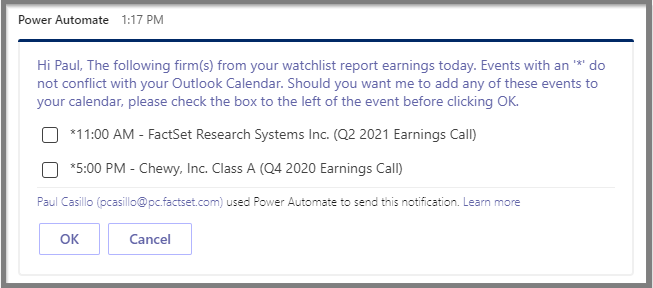 Power Automate 1:17 PM
Hi Paul, The following firm(s) from your watchlist report earnings today. Events with an '*' do
not conflict with your Outlook Calendar. Should you want me to add any of these events to
your calendar, please check the box to the left of the event before clicking OK.
*11:00 AM - FactSet Research Systems Inc. (Q2 2021 Earnings Call)
*5:00 PM - Chewy, Inc. Class A (Q4 2020 Earnings Call)
Paul Casillo (pcasillo@pc.factset.com) used Power Automate to send this notification. Learn more
OK Cancel